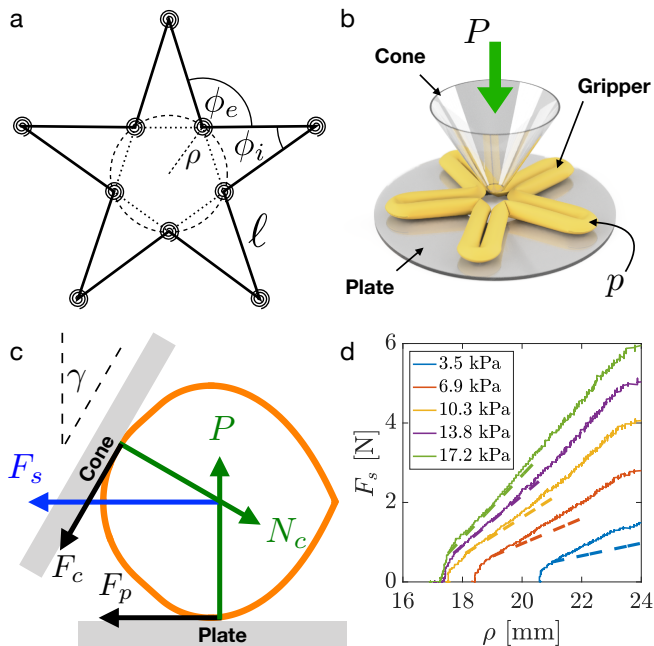 a
ϕe
ϕi
ρ
ℓ
b
P
Cone
Gripper
Plate
p
c
γ
Cone
P
Fs
Nc
Fc
Fp
Plate
d
6
4
2
0
Fs [N]
3.5 kPa
6.9 kPa
10.3 kPa
13.8 kPa
17.2 kPa
16 18 20 22 24
ρ [mm]